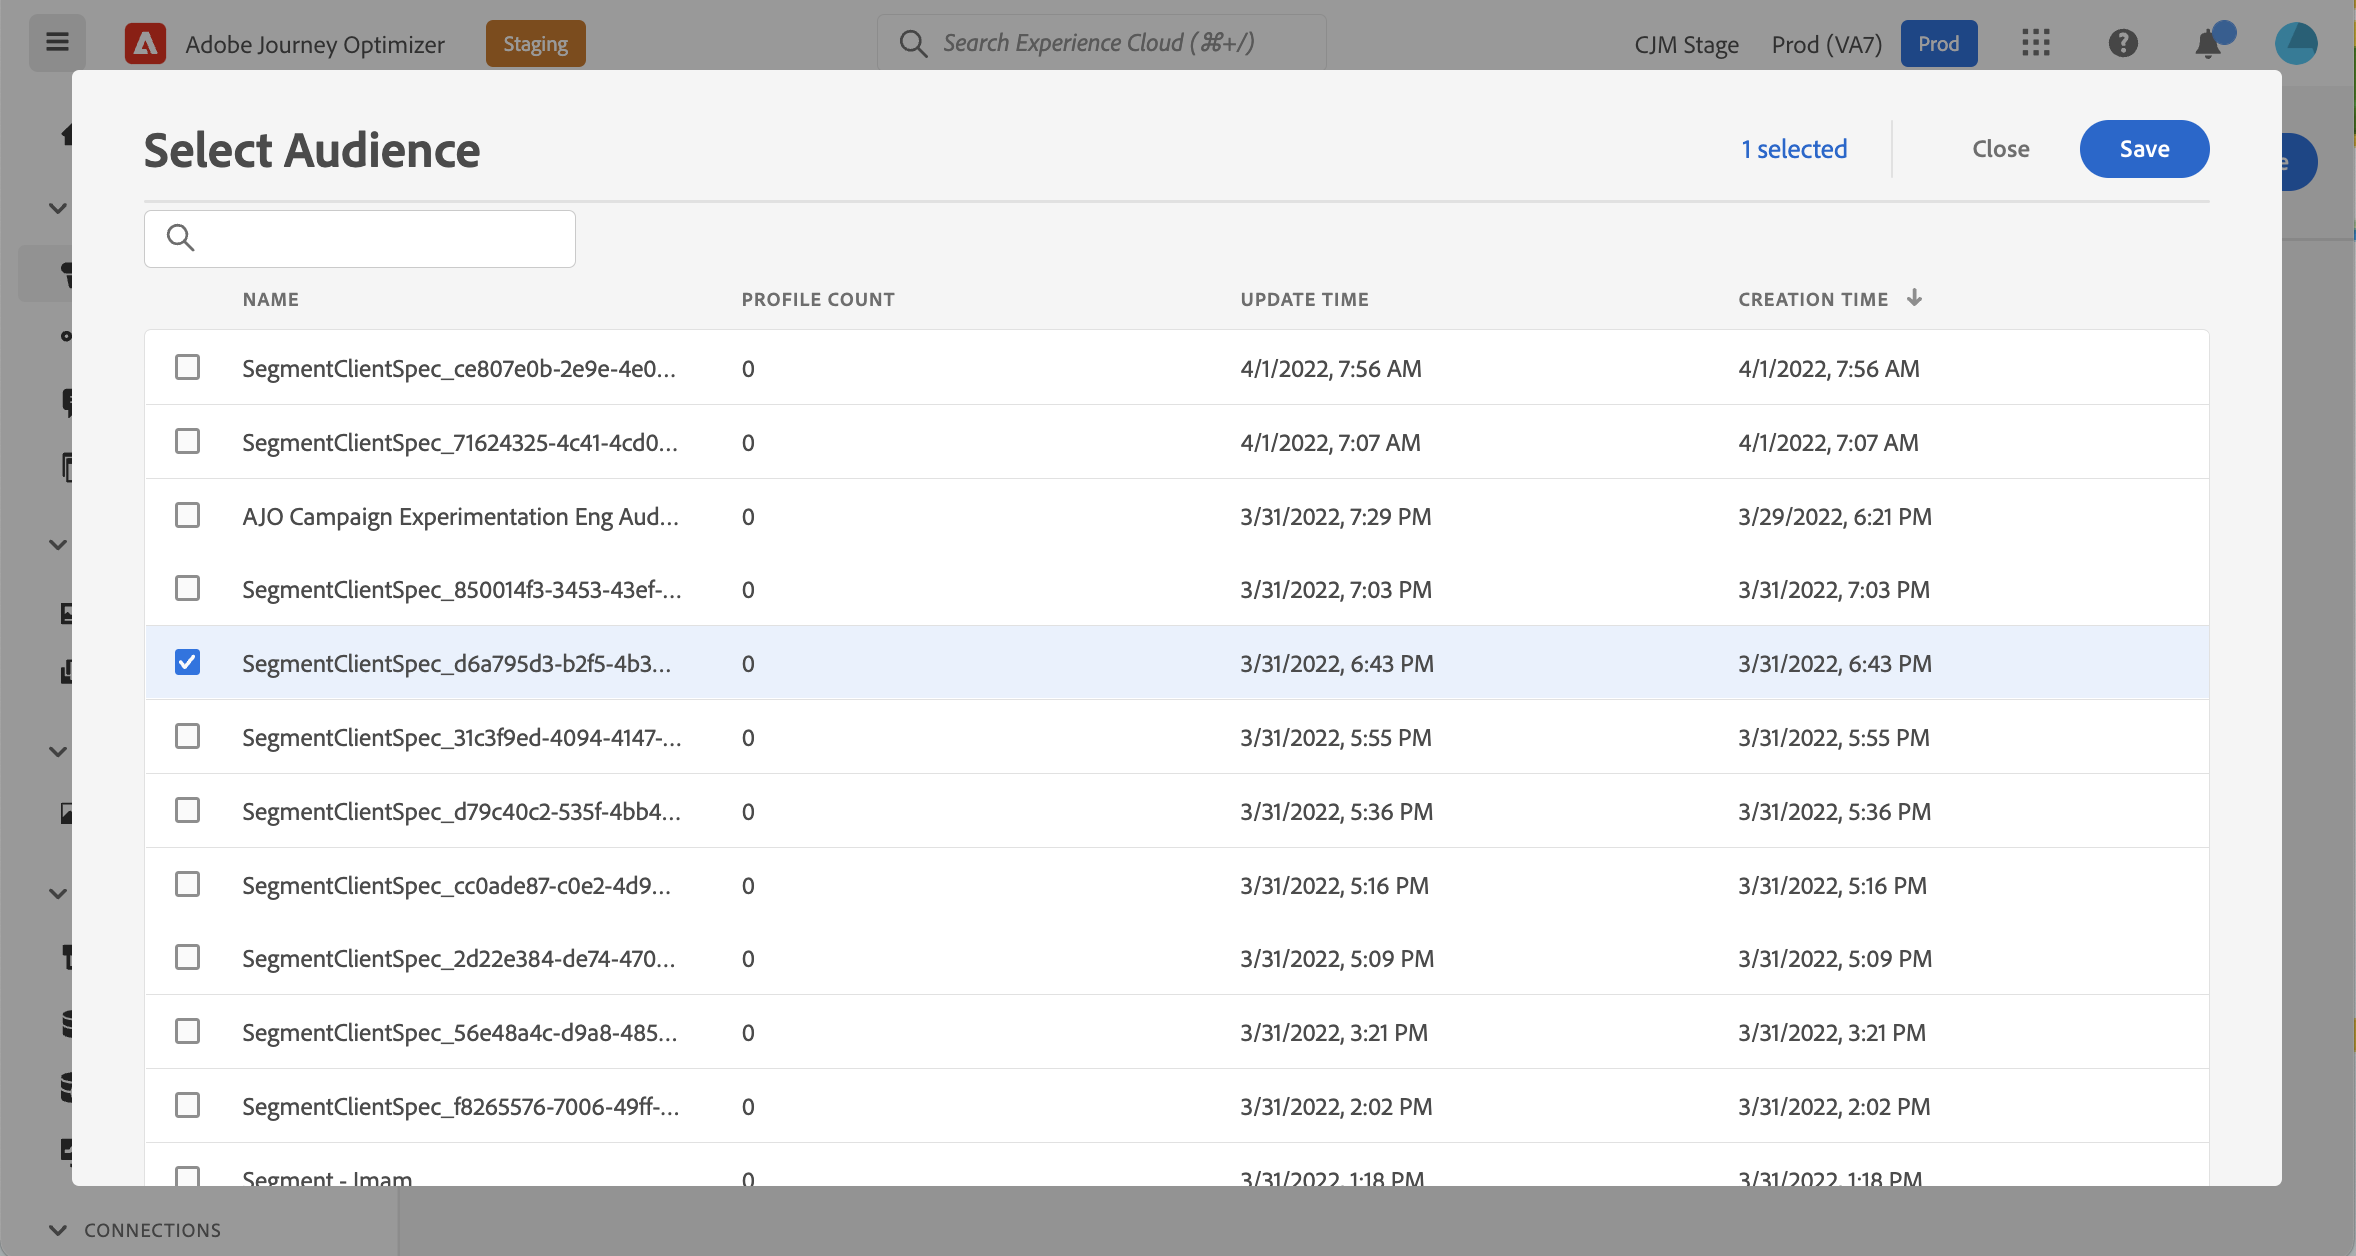 Adobe Journey Optimizer
Staging
Search Experience Cloud (⌘+/)
CJM Stage
Prod (VA7)
Prod
Select Audience
1 selected
Close
Save
NAME PROFILE COUNT UPDATE TIME CREATION TIME
SegmentClientSpec_ce807e0b-2e9e-4e0... 0 4/1/2022, 7:56 AM 4/1/2022, 7:56 AM
SegmentClientSpec_71624325-4c41-4cd0... 0 4/1/2022, 7:07 AM 4/1/2022, 7:07 AM
AJO Campaign Experimentation Eng Aud... 0 3/31/2022, 7:29 PM 3/29/2022, 6:21 PM
SegmentClientSpec_850014f3-3453-43ef-... 0 3/31/2022, 7:03 PM 3/31/2022, 7:03 PM
SegmentClientSpec_d6a795d3-b2f5-4b3... 0 3/31/2022, 6:43 PM 3/31/2022, 6:43 PM
SegmentClientSpec_31c3f9ed-4094-4147-... 0 3/31/2022, 5:55 PM 3/31/2022, 5:55 PM
SegmentClientSpec_d79c40c2-535f-4bb4... 0 3/31/2022, 5:36 PM 3/31/2022, 5:36 PM
SegmentClientSpec_cc0ade87-c0e2-4d9... 0 3/31/2022, 5:16 PM 3/31/2022, 5:16 PM
SegmentClientSpec_2d22e384-de74-470... 0 3/31/2022, 5:09 PM 3/31/2022, 5:09 PM
SegmentClientSpec_56e48a4c-d9a8-485... 0 3/31/2022, 3:21 PM 3/31/2022, 3:21 PM
SegmentClientSpec_f8265576-7006-49ff-... 0 3/31/2022, 2:02 PM 3/31/2022, 2:02 PM
Segment - Imam 0 3/31/2022, 1:18 PM 3/31/2022, 1:18 PM
CONNECTIONS